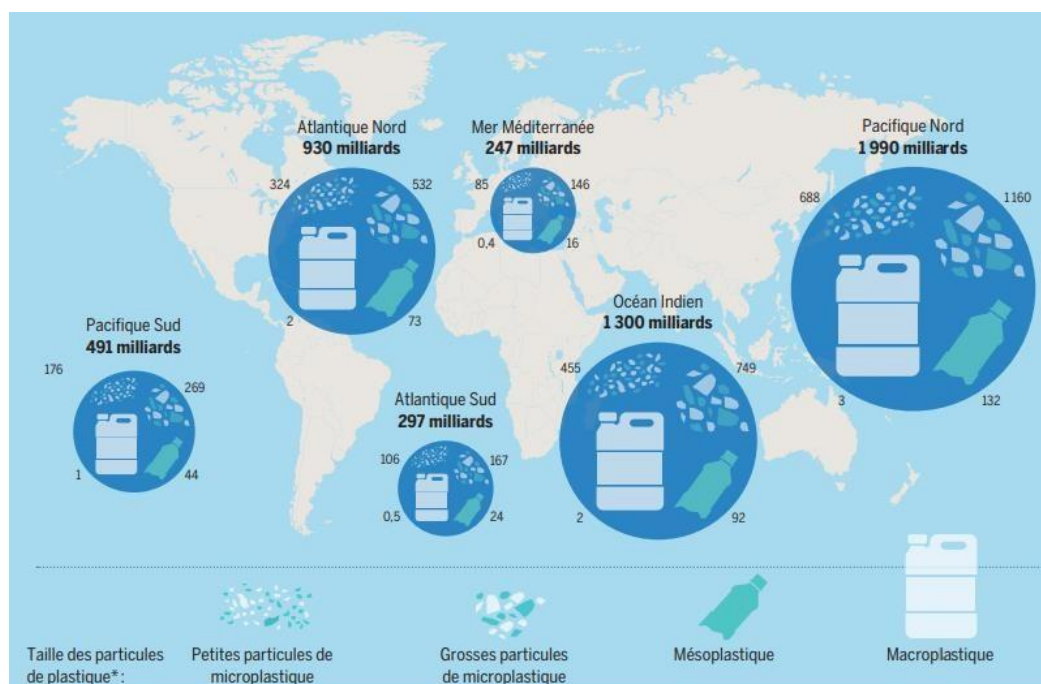 Atlantique Nord
930 milliards
324
532
2
73
Mer Méditerranée
247 milliards
85
146
0,4
16
Pacifique Nord
1 990 milliards
688
1 160
3
132
Pacifique Sud
491 milliards
176
269
1
44
Atlantique Sud
297 milliards
106
167
0,5
24
Océan Indien
1 300 milliards
455
749
2
92
Taille des particules
de plastique* :
Petites particules de
microplastique
Grosses particules
de microplastique
Mésoplastique
Macroplastique